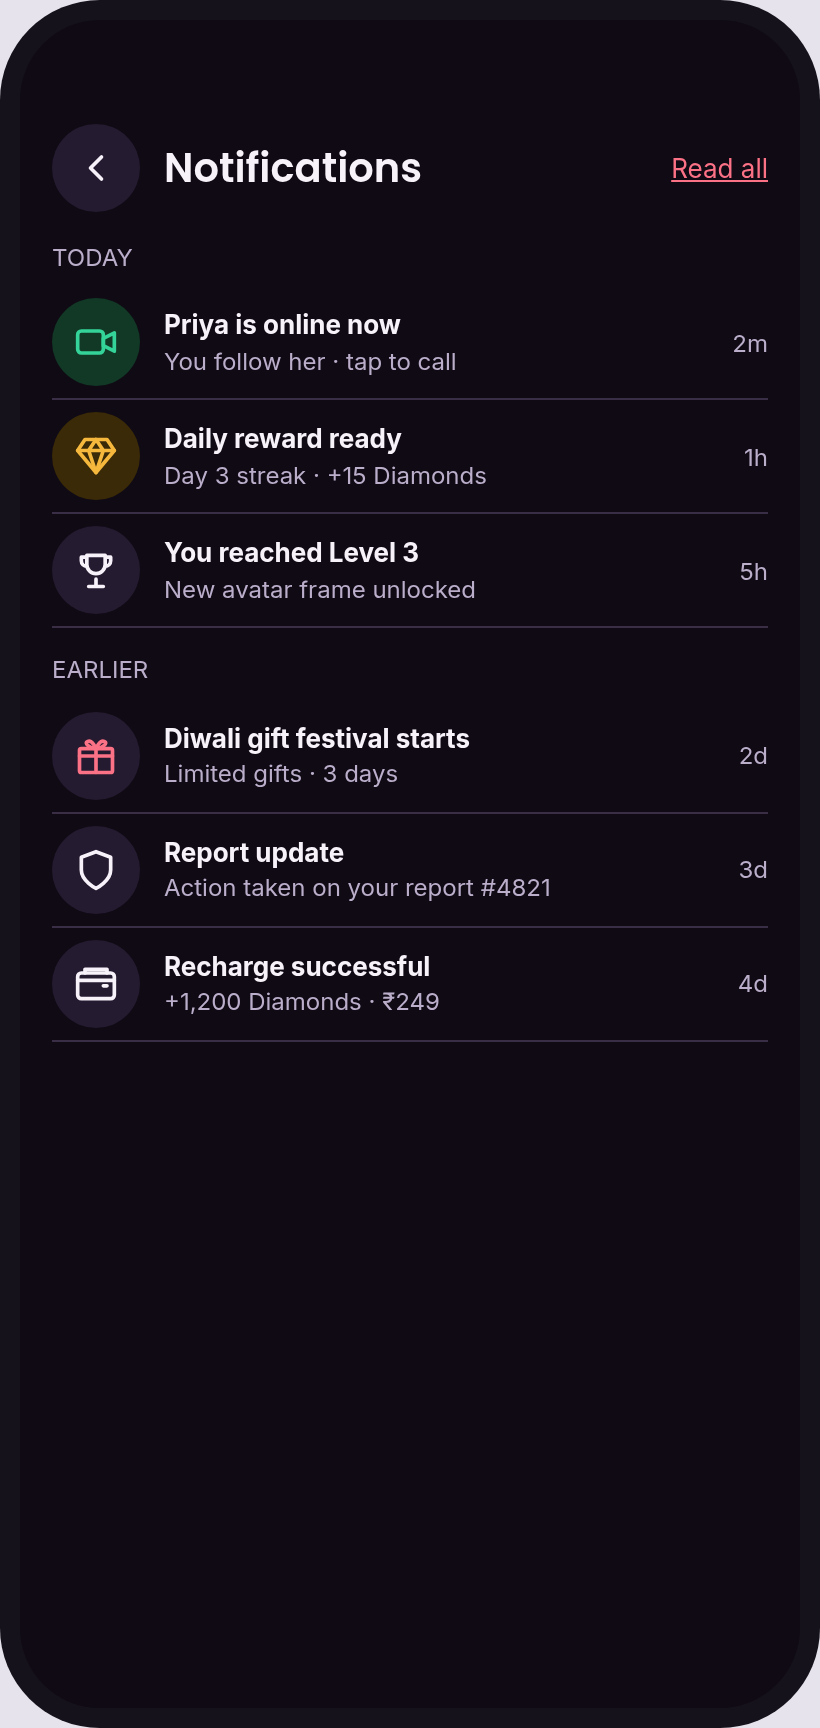 Notifications
Read all
TODAY
Priya is online now
You follow her · tap to call
2m
Daily reward ready
Day 3 streak · +15 Diamonds
1h
You reached Level 3
New avatar frame unlocked
5h
EARLIER
Diwali gift festival starts
Limited gifts · 3 days
2d
Report update
Action taken on your report #4821
3d
Recharge successful
+1,200 Diamonds · ₹249
4d